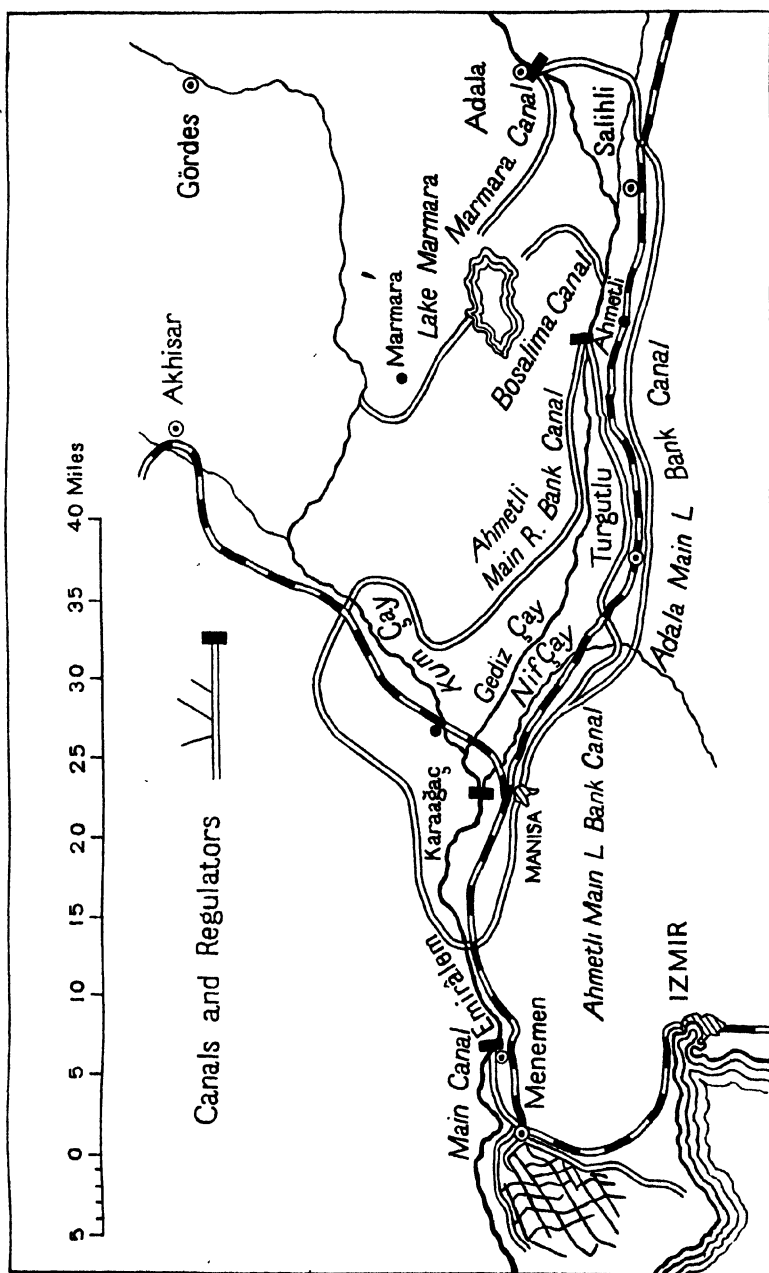 5 0 5 10 15 20 25 30 35 40 Miles
Canals and Regulators
Gördes
Akhisar
Adala
Marmara
Lake Marmara
Marmara Canal
Salihli
Bosalima Canal
Ahmetli
Ahmetli
Main R. Bank Canal
Kum Çay
Gediz Çay
Turgutlu
Nif Çay
Adala Main L Bank Canal
Karaağaç
MANISA
Ahmetlı Main L Bank Canal
Emirâlem
Main Canal
Menemen
IZMIR